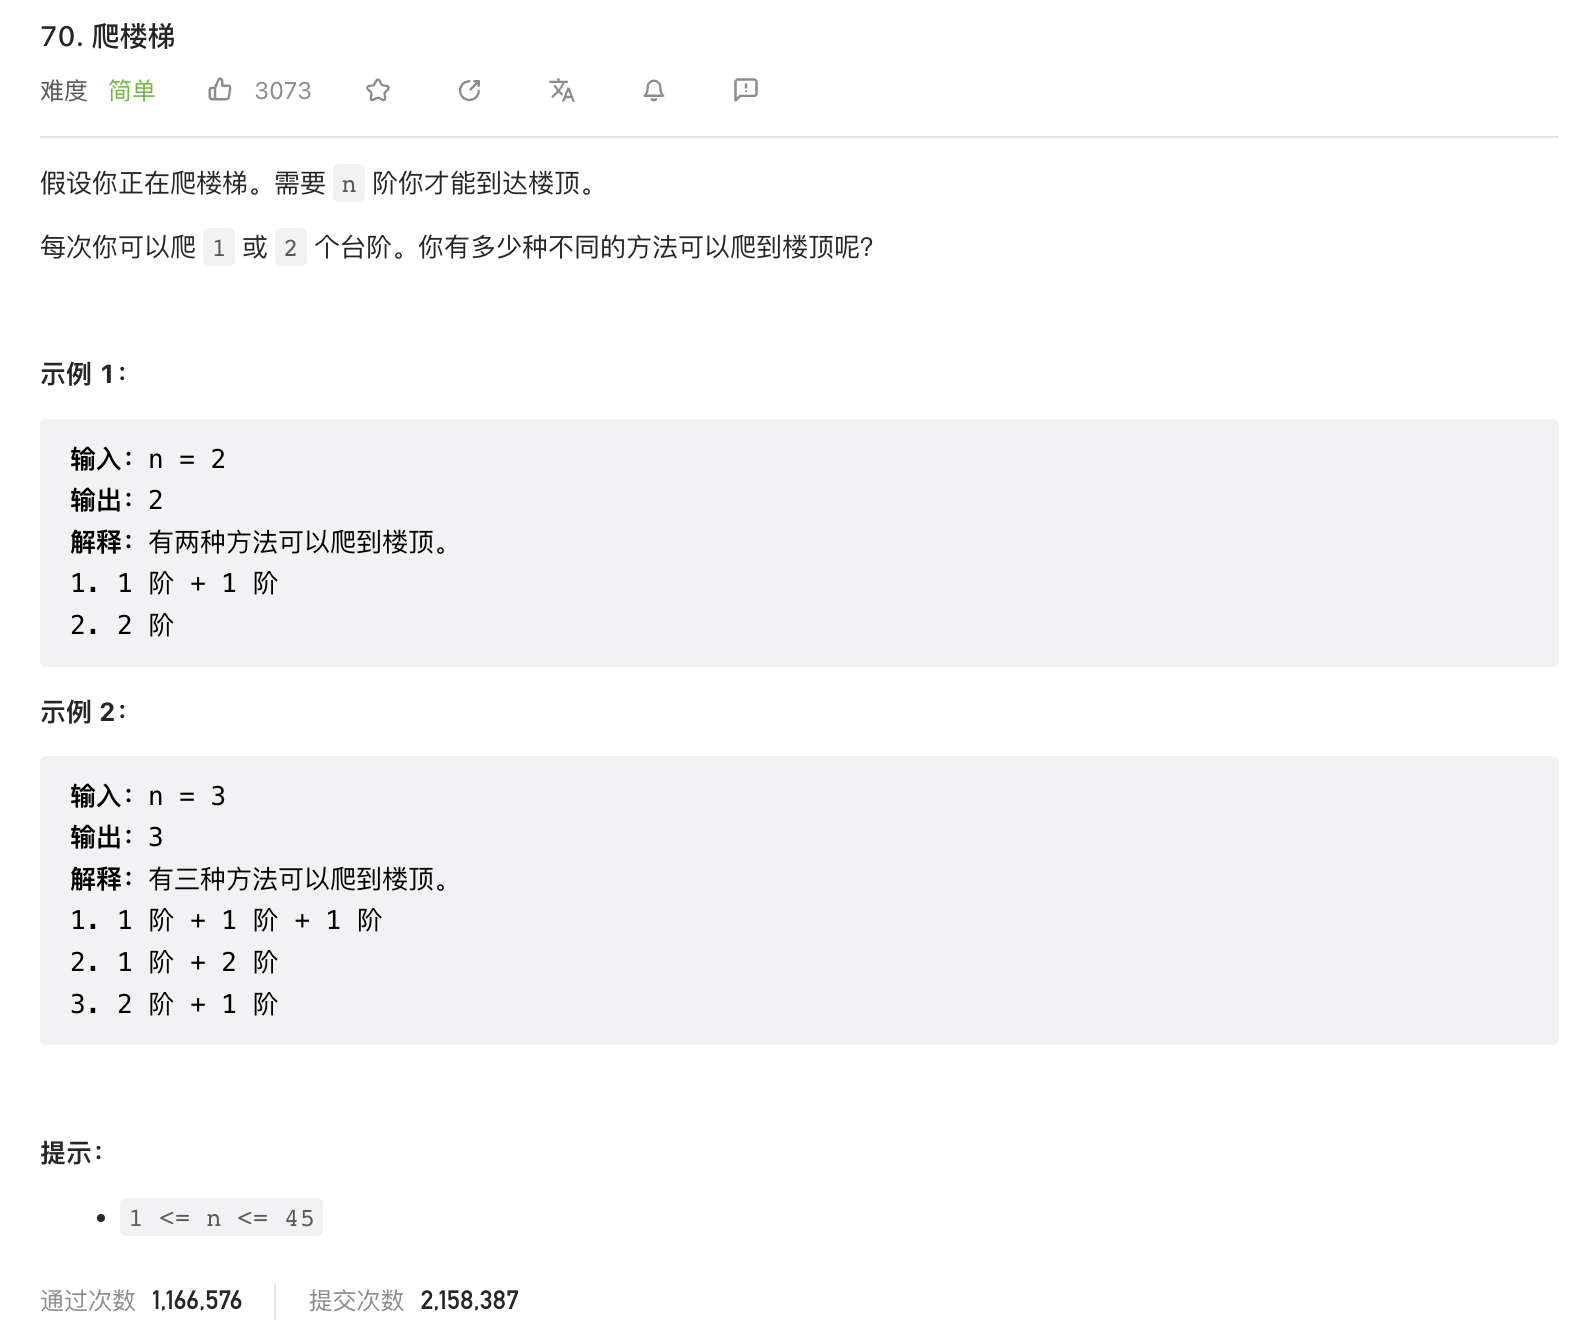 70. 爬楼梯
难度 简单 3073
假设你正在爬楼梯。需要 n 阶你才能到达楼顶。
每次你可以爬 1 或 2 个台阶。你有多少种不同的方法可以爬到楼顶呢？
示例 1：
输入：n = 2
输出：2
解释：有两种方法可以爬到楼顶。
1. 1 阶 + 1 阶
2. 2 阶
示例 2：
输入：n = 3
输出：3
解释：有三种方法可以爬到楼顶。
1. 1 阶 + 1 阶 + 1 阶
2. 1 阶 + 2 阶
3. 2 阶 + 1 阶
提示：
• 1 <= n <= 45
通过次数 1,166,576 提交次数 2,158,387